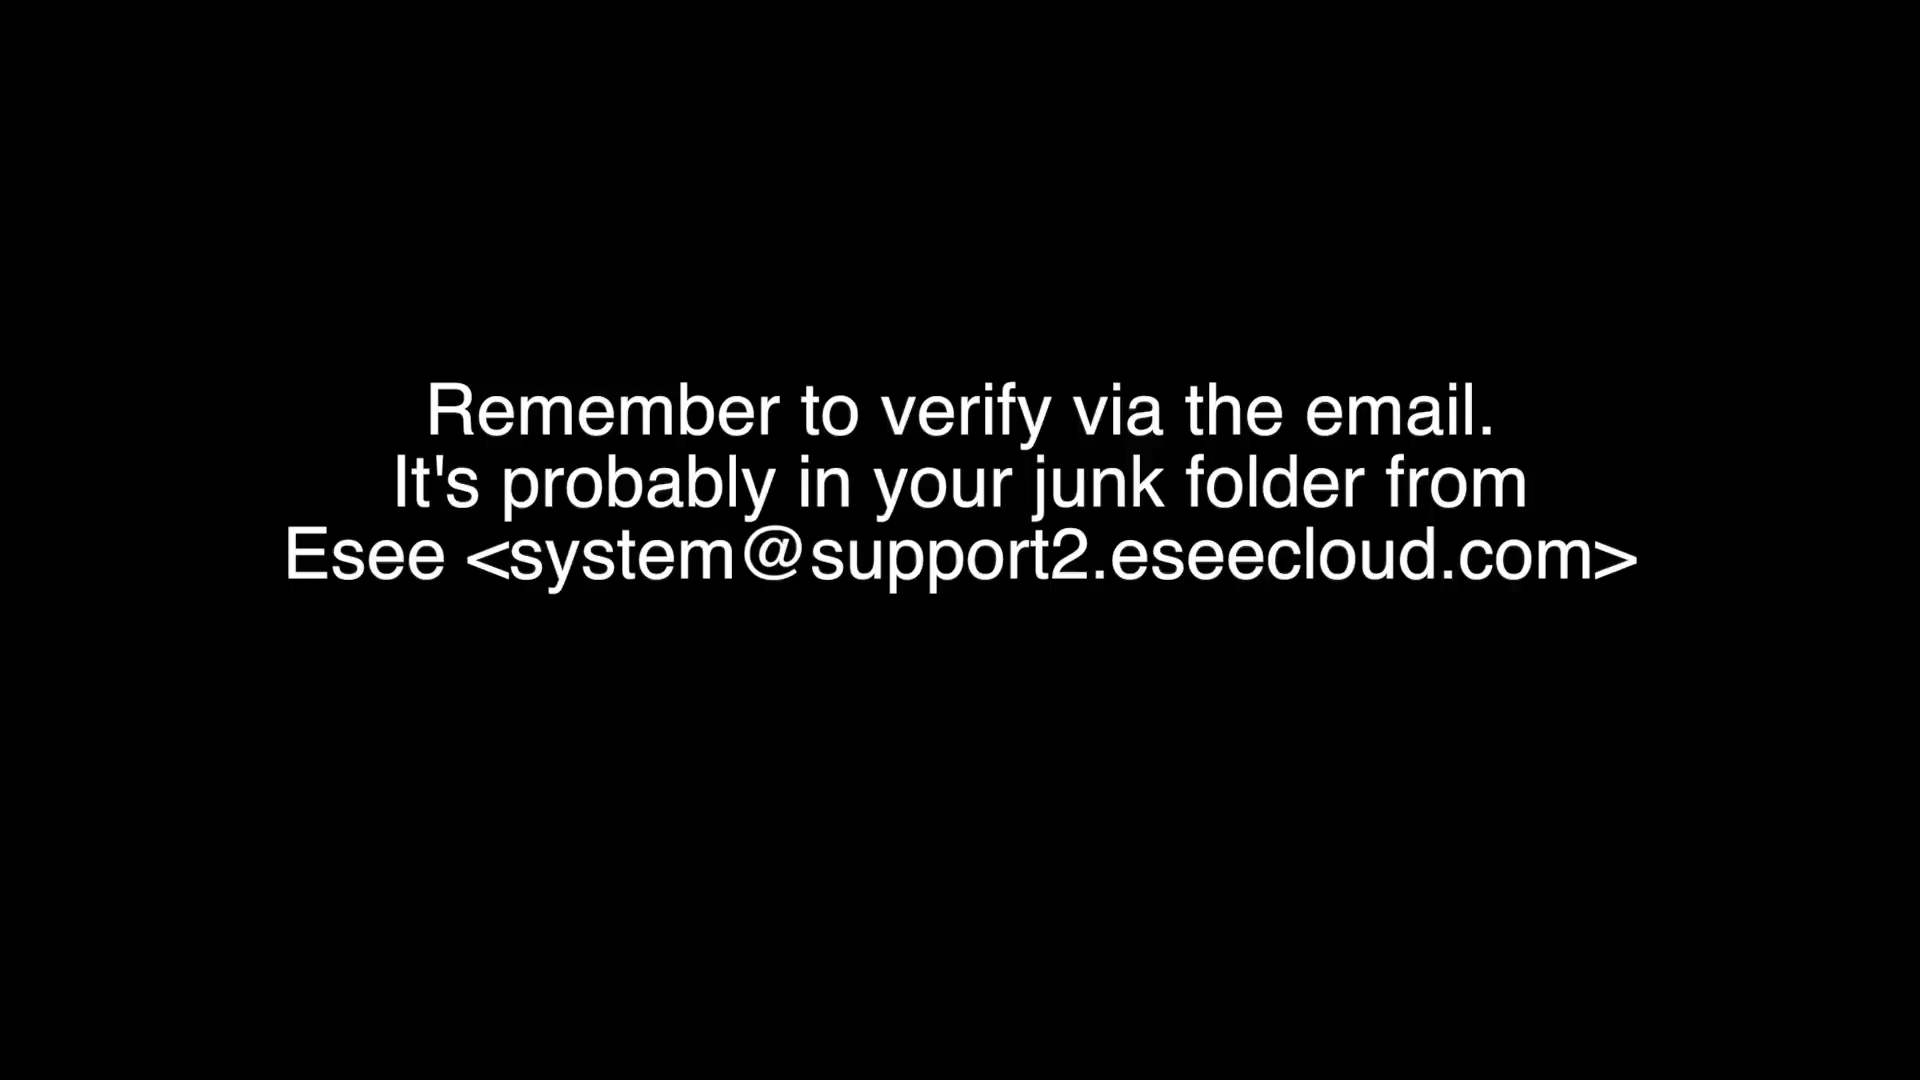 Remember to verify via the email.
It's probably in your junk folder from
Esee <system@support2.eseecloud.com>